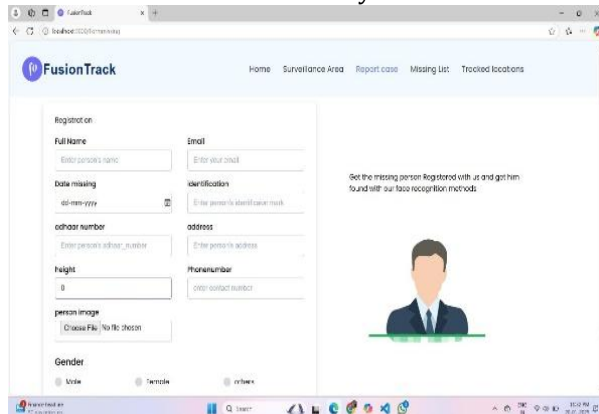 FusionTrack
FusionTrack
Home Surveillance Area Report case Missing List Tracked locations
Registration
Full Name Email
Enter person's name Enter your email
Date missing identification
dd-mm-yyyy Enter person's identification mark
adhaar number address
Enter person's adhaar_number Enter person's address
height Phonenumber
0 enter contact number
person image
Choose File No file chosen
Gender
Male Female others
Get the missing person Registered with us and get him
found with our face recognition methods